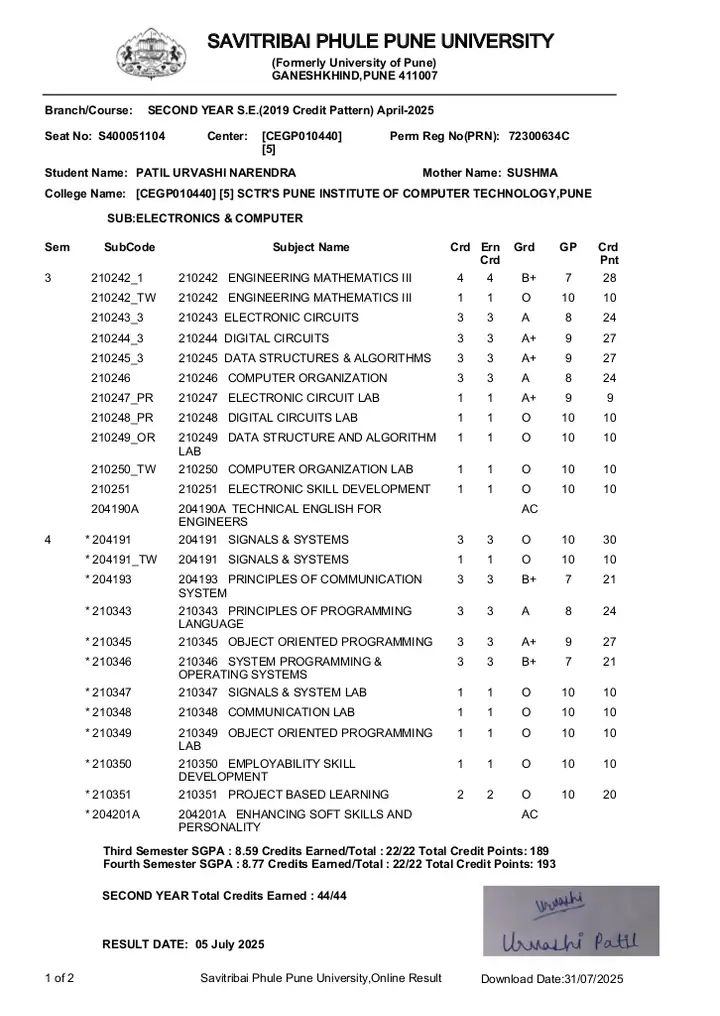 SAVITRIBAI PHULE PUNE UNIVERSITY
(Formerly University of Pune)
GANESHKHIND,PUNE 411007
Branch/Course: SECOND YEAR S.E.(2019 Credit Pattern) April-2025
Seat No: S400051104 Center: [CEGP010440] Perm Reg No(PRN): 72300634C
[5]
Student Name: PATIL URVASHI NARENDRA Mother Name: SUSHMA
College Name: [CEGP010440] [5] SCTR'S PUNE INSTITUTE OF COMPUTER TECHNOLOGY,PUNE
SUB:ELECTRONICS & COMPUTER
Sem SubCode Subject Name Crd Ern Grd GP Crd
Crd Pnt
3 210242_1 210242 ENGINEERING MATHEMATICS III 4 4 B+ 7 28
210242_TW 210242 ENGINEERING MATHEMATICS III 1 1 O 10 10
210243_3 210243 ELECTRONIC CIRCUITS 3 3 A 8 24
210244_3 210244 DIGITAL CIRCUITS 3 3 A+ 9 27
210245_3 210245 DATA STRUCTURES & ALGORITHMS 3 3 A+ 9 27
210246 210246 COMPUTER ORGANIZATION 3 3 A 8 24
210247_PR 210247 ELECTRONIC CIRCUIT LAB 1 1 A+ 9 9
210248_PR 210248 DIGITAL CIRCUITS LAB 1 1 O 10 10
210249_OR 210249 DATA STRUCTURE AND ALGORITHM 1 1 O 10 10
LAB
210250_TW 210250 COMPUTER ORGANIZATION LAB 1 1 O 10 10
210251 210251 ELECTRONIC SKILL DEVELOPMENT 1 1 O 10 10
204190A 204190A TECHNICAL ENGLISH FOR AC
ENGINEERS
4 * 204191 204191 SIGNALS & SYSTEMS 3 3 O 10 30
* 204191_TW 204191 SIGNALS & SYSTEMS 1 1 O 10 10
* 204193 204193 PRINCIPLES OF COMMUNICATION 3 3 B+ 7 21
SYSTEM
* 210343 210343 PRINCIPLES OF PROGRAMMING 3 3 A 8 24
LANGUAGE
* 210345 210345 OBJECT ORIENTED PROGRAMMING 3 3 A+ 9 27
* 210346 210346 SYSTEM PROGRAMMING & 3 3 B+ 7 21
OPERATING SYSTEMS
* 210347 210347 SIGNALS & SYSTEM LAB 1 1 O 10 10
* 210348 210348 COMMUNICATION LAB 1 1 O 10 10
* 210349 210349 OBJECT ORIENTED PROGRAMMING 1 1 O 10 10
LAB
* 210350 210350 EMPLOYABILITY SKILL 1 1 O 10 10
DEVELOPMENT
* 210351 210351 PROJECT BASED LEARNING 2 2 O 10 20
* 204201A 204201A ENHANCING SOFT SKILLS AND AC
PERSONALITY
Third Semester SGPA : 8.59 Credits Earned/Total : 22/22 Total Credit Points: 189
Fourth Semester SGPA : 8.77 Credits Earned/Total : 22/22 Total Credit Points: 193
SECOND YEAR Total Credits Earned : 44/44
Urvashi
Urvashi Patil
RESULT DATE: 05 July 2025
1 of 2 Savitribai Phule Pune University,Online Result Download Date:31/07/2025